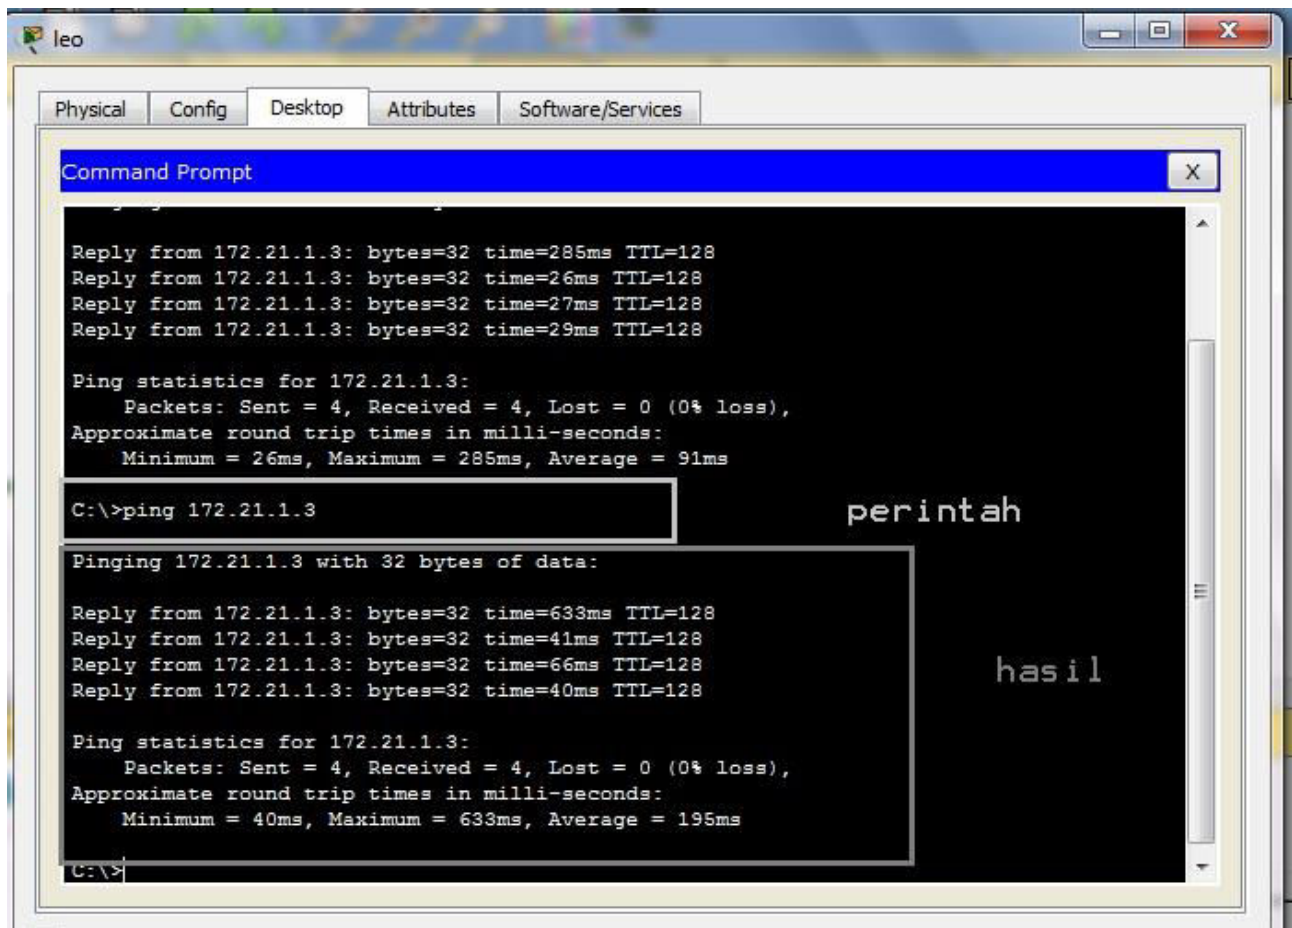 leo
X
Physical Config Desktop Attributes Software/Services
Command Prompt X
Reply from 172.21.1.3: bytes=32 time=285ms TTL=128
Reply from 172.21.1.3: bytes=32 time=26ms TTL=128
Reply from 172.21.1.3: bytes=32 time=27ms TTL=128
Reply from 172.21.1.3: bytes=32 time=29ms TTL=128
Ping statistics for 172.21.1.3:
Packets: Sent = 4, Received = 4, Lost = 0 (0% loss),
Approximate round trip times in milli-seconds:
Minimum = 26ms, Maximum = 285ms, Average = 91ms
C:\>ping 172.21.1.3
perintah
Pinging 172.21.1.3 with 32 bytes of data:
Reply from 172.21.1.3: bytes=32 time=633ms TTL=128
Reply from 172.21.1.3: bytes=32 time=41ms TTL=128
Reply from 172.21.1.3: bytes=32 time=66ms TTL=128
Reply from 172.21.1.3: bytes=32 time=40ms TTL=128
hasil
Ping statistics for 172.21.1.3:
Packets: Sent = 4, Received = 4, Lost = 0 (0% loss),
Approximate round trip times in milli-seconds:
Minimum = 40ms, Maximum = 633ms, Average = 195ms
C:\>